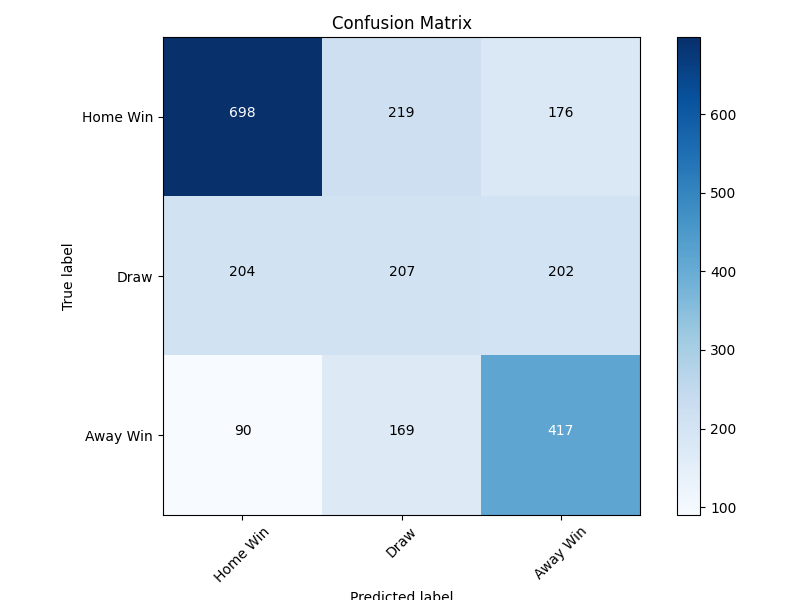 Confusion Matrix
Home Win 698 219 176
Draw 204 207 202
Away Win 90 169 417
True label
Home Win Draw Away Win
Predicted label
600
500
400
300
200
100